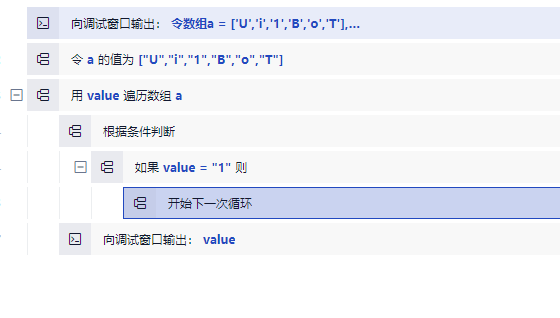 向调试窗口输出： 令数组a = ['U','i','1','B','o','T'],...
令 a 的值为 ["U","i","1","B","o","T"]
用 value 遍历数组 a
根据条件判断
如果 value = "1" 则
开始下一次循环
向调试窗口输出： value